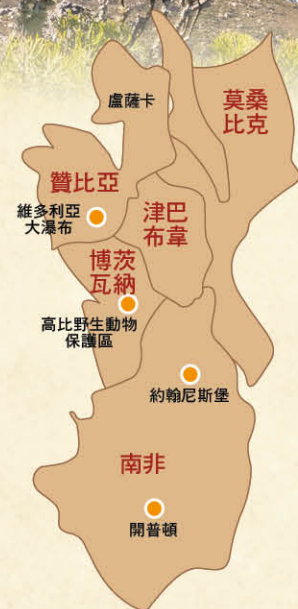 盧薩卡
莫桑
比克
贊比亞
維多利亞
大瀑布
津巴
布韋
博茨
瓦納
高比野生動物
保護區
約翰尼斯堡
南非
開普頓